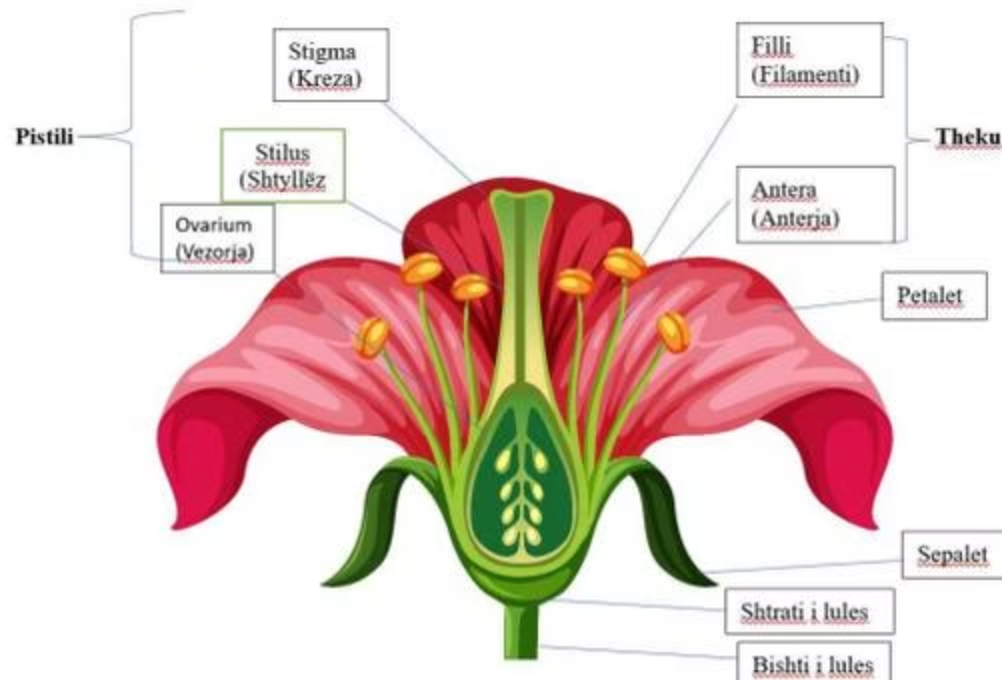 Stigma
(Kreza)
Filli
(Filamenti)
Pistili
Theku
Stilus
(Shtyllëz
Antera
(Anterja)
Ovarium
(Vezorja)
Petalet
Sepalet
Shtrati i lules
Bishti i lules